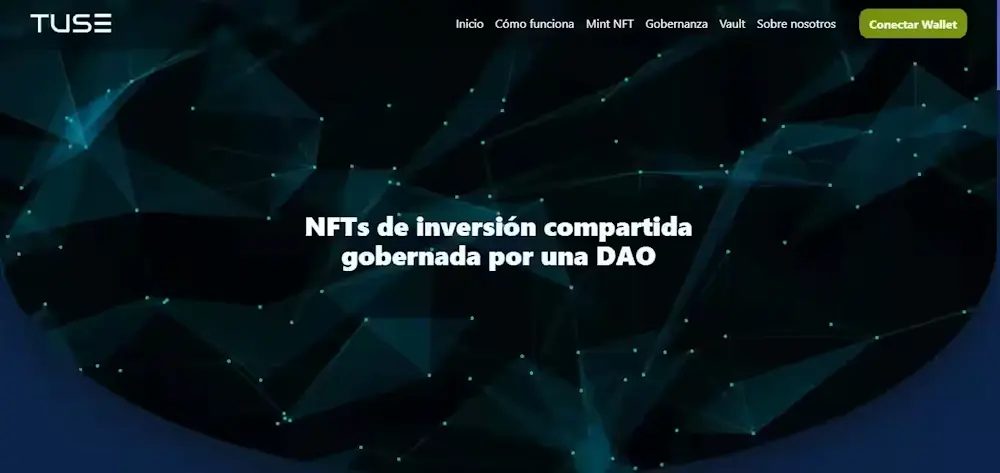 TUSE
Inicio Cómo funciona Mint NFT Gobernanza Vault Sobre nosotros Conectar Wallet
NFTs de inversión compartida
gobernada por una DAO